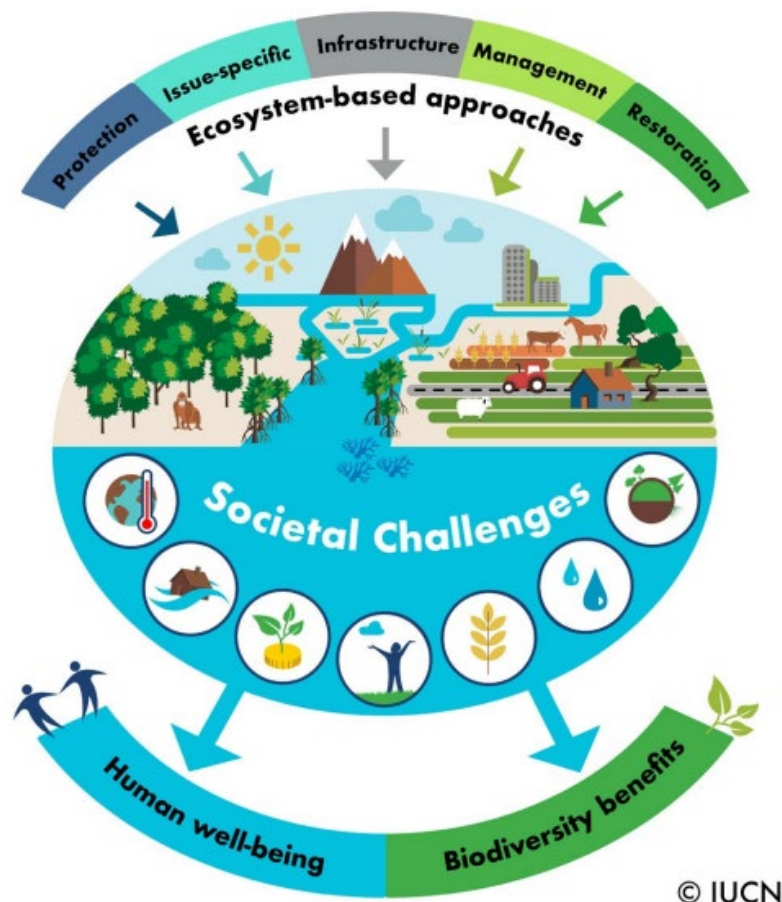 Protection
Issue-specific
Infrastructure
Management
Restoration
Ecosystem-based approaches
Societal Challenges
Human well-being
Biodiversity benefits
© IUCN